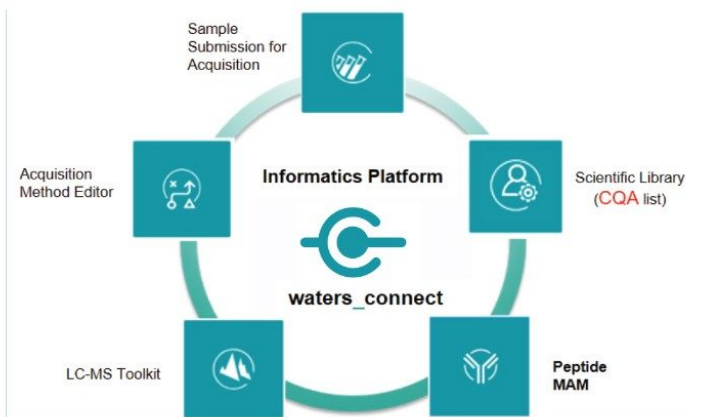 Sample
Submission for
Acquisition
Acquisition
Method Editor
Informatics Platform
Scientific Library
(CQA list)
waters_connect
LC-MS Toolkit
Peptide
MAM